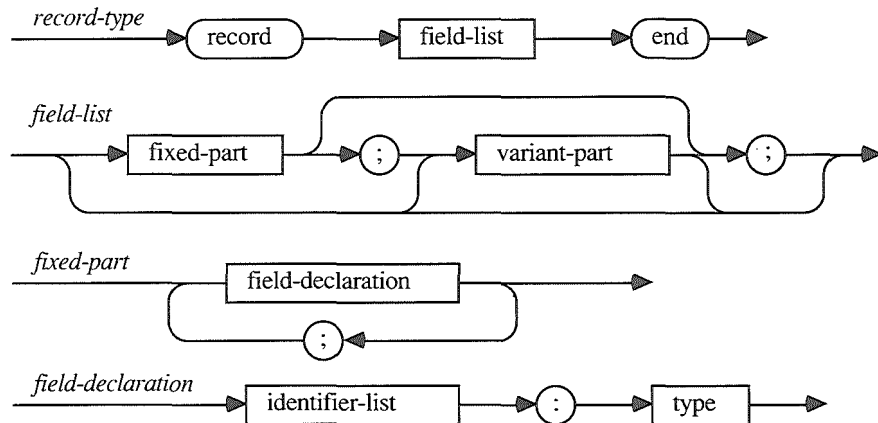 record-type
record field-list end
field-list
fixed-part ; variant-part ;
fixed-part
field-declaration
;
field-declaration
identifier-list : type